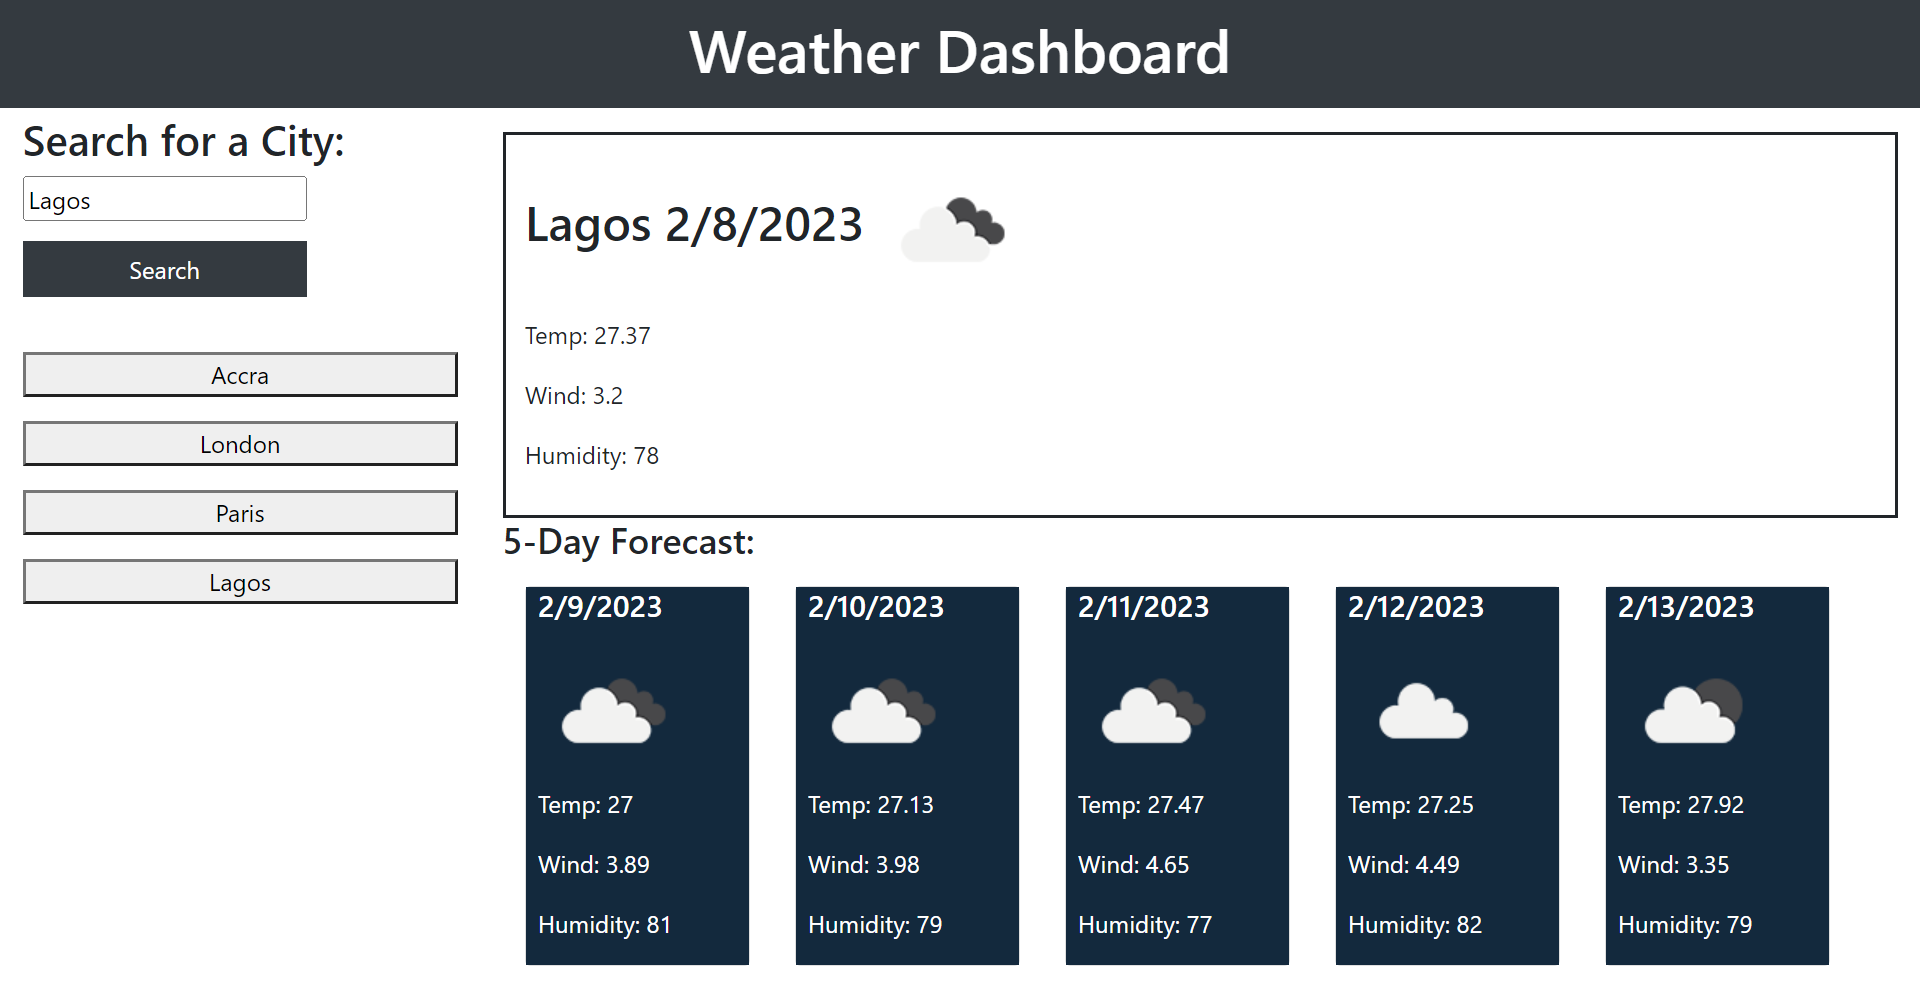 Weather Dashboard
Search for a City:
Lagos
Search
Accra
London
Paris
Lagos
Lagos 2/8/2023
Temp: 27.37
Wind: 3.2
Humidity: 78
5-Day Forecast:
2/9/2023
Temp: 27
Wind: 3.89
Humidity: 81
2/10/2023
Temp: 27.13
Wind: 3.98
Humidity: 79
2/11/2023
Temp: 27.47
Wind: 4.65
Humidity: 77
2/12/2023
Temp: 27.25
Wind: 4.49
Humidity: 82
2/13/2023
Temp: 27.92
Wind: 3.35
Humidity: 79